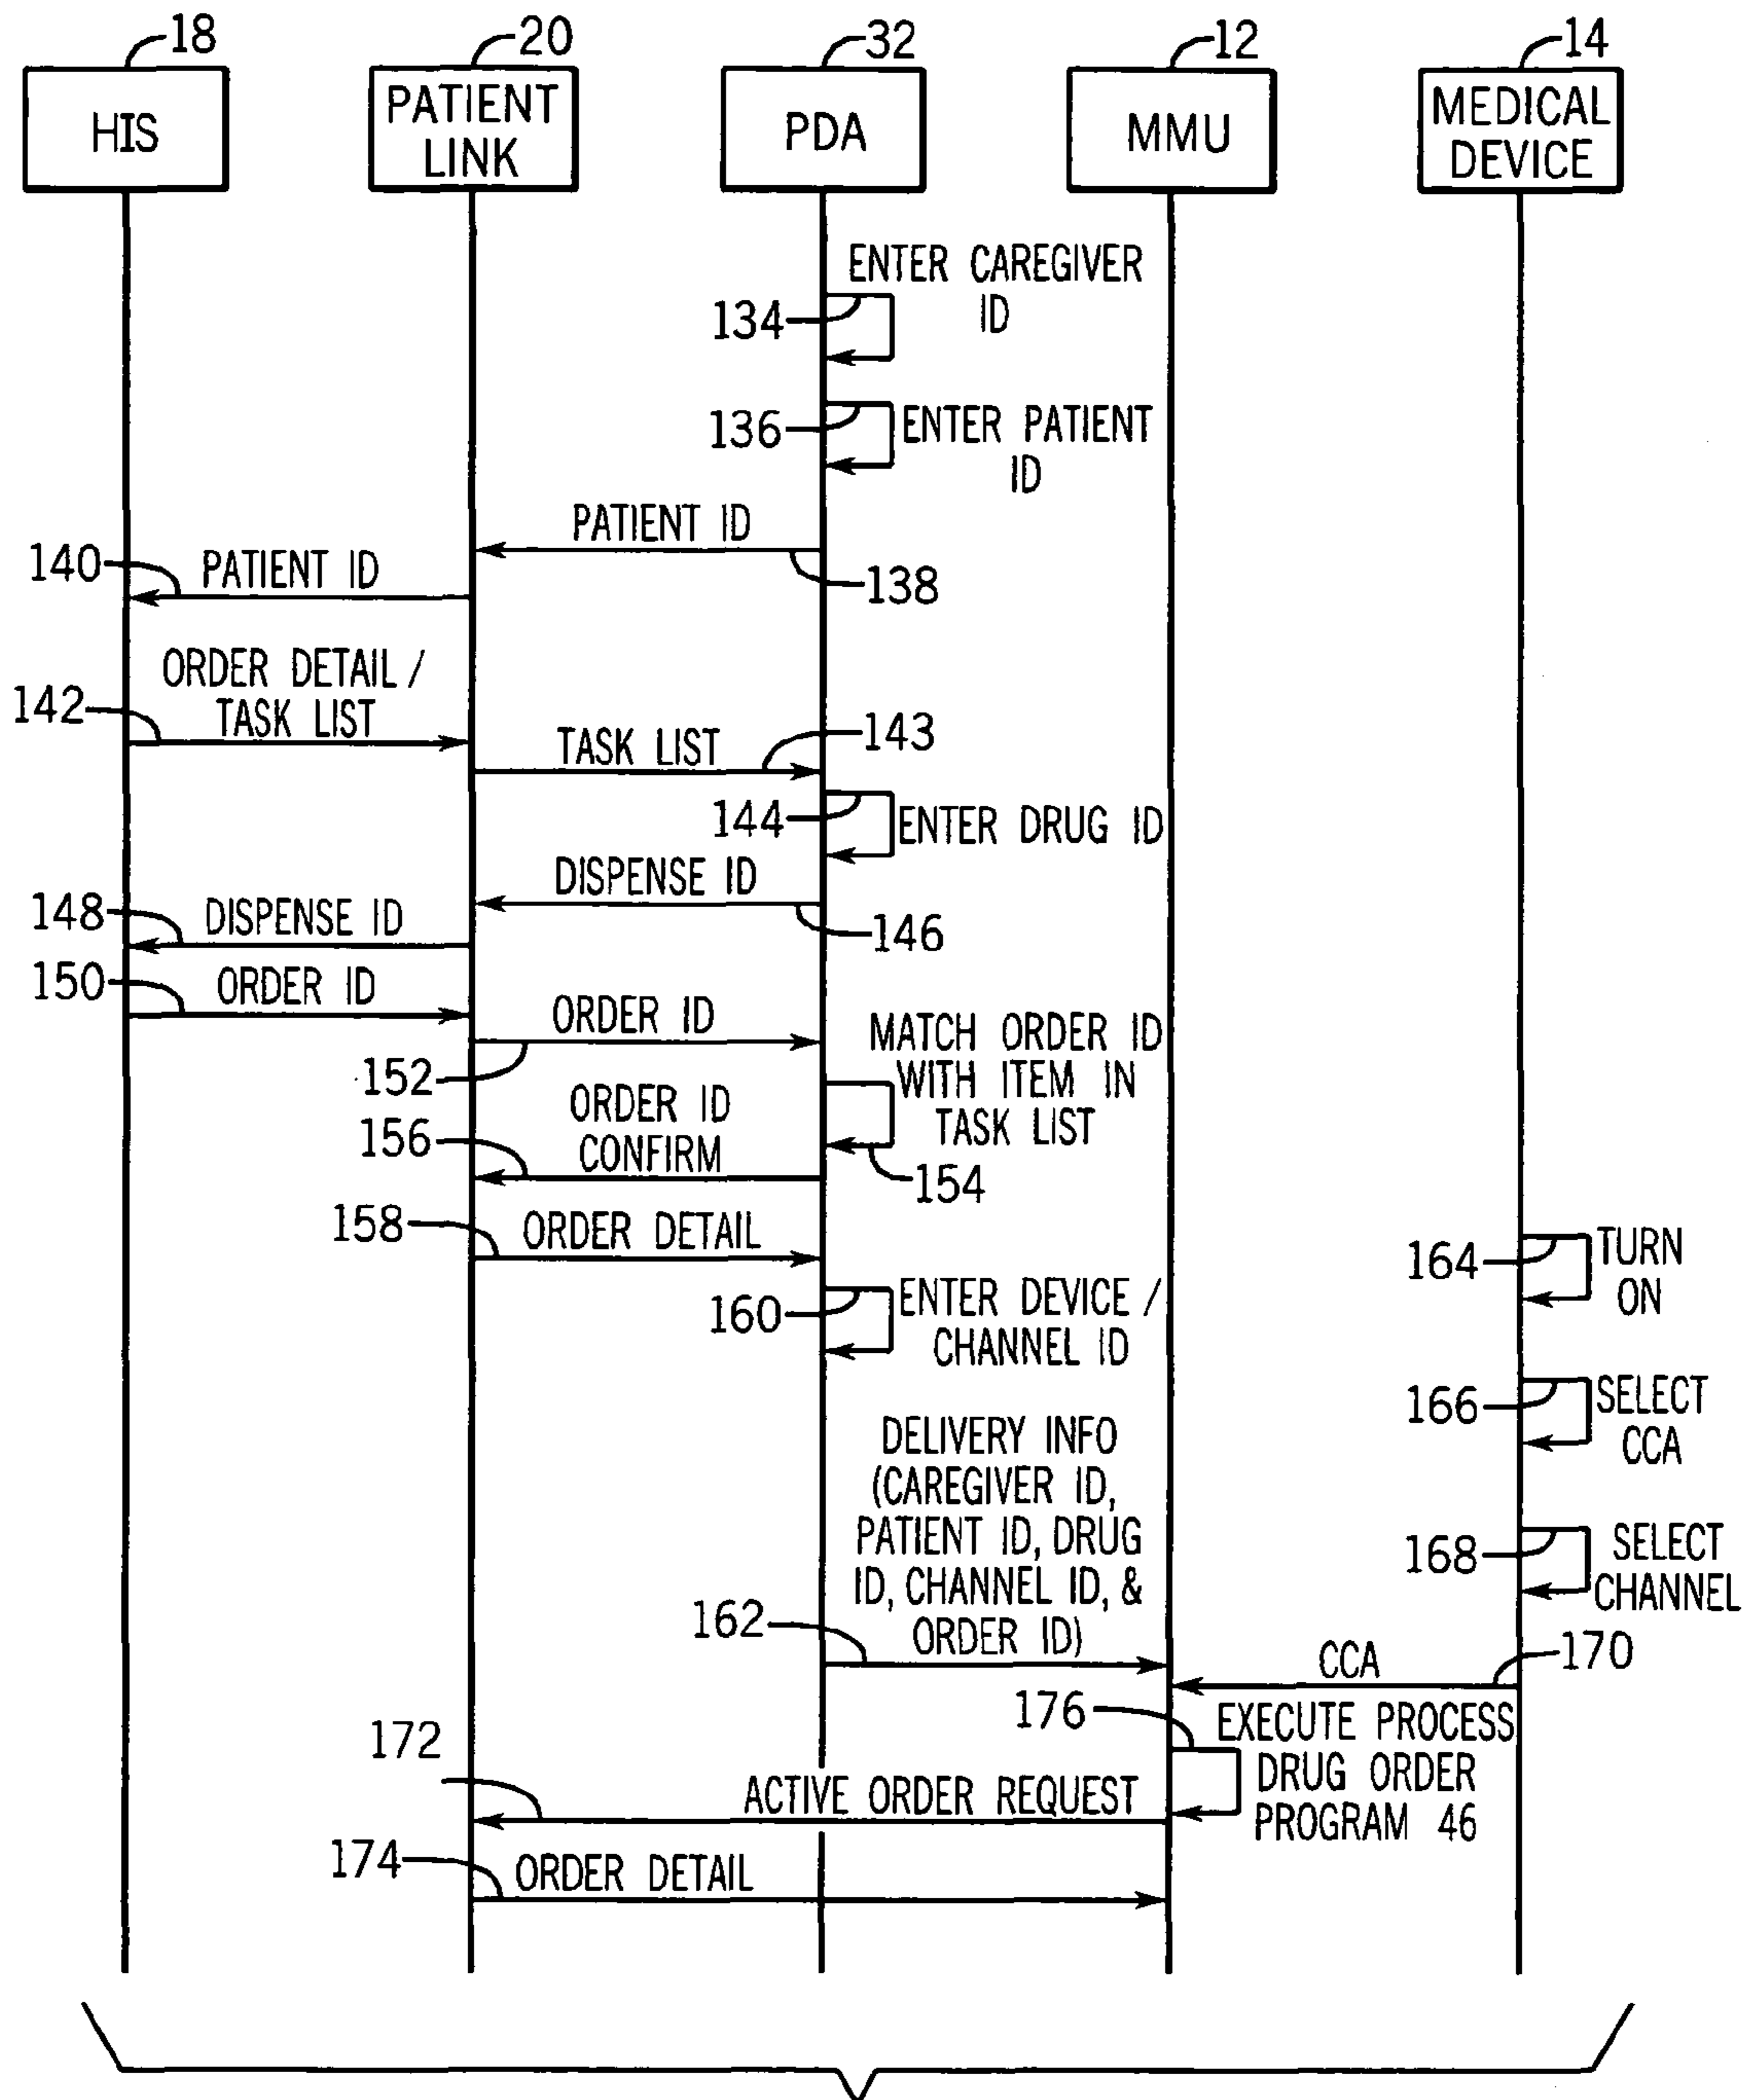 18
20
32
12
14
HIS
PATIENT
LINK
PDA
MMU
MEDICAL
DEVICE
ENTER CAREGIVER
ID
134
136
ENTER PATIENT
ID
PATIENT ID
138
140
PATIENT ID
ORDER DETAIL /
TASK LIST
142
TASK LIST
143
144
ENTER DRUG ID
DISPENSE ID
146
148
DISPENSE ID
150
ORDER ID
ORDER ID
152
MATCH ORDER ID
WITH ITEM IN
TASK LIST
154
ORDER ID
CONFIRM
156
158
ORDER DETAIL
160
ENTER DEVICE /
CHANNEL ID
164
TURN
ON
166
SELECT
CCA
168
SELECT
CHANNEL
DELIVERY INFO
(CAREGIVER ID,
PATIENT ID, DRUG
ID, CHANNEL ID, &
ORDER ID)
162
CCA
170
176
EXECUTE PROCESS
DRUG ORDER
PROGRAM 46
172
ACTIVE ORDER REQUEST
174
ORDER DETAIL